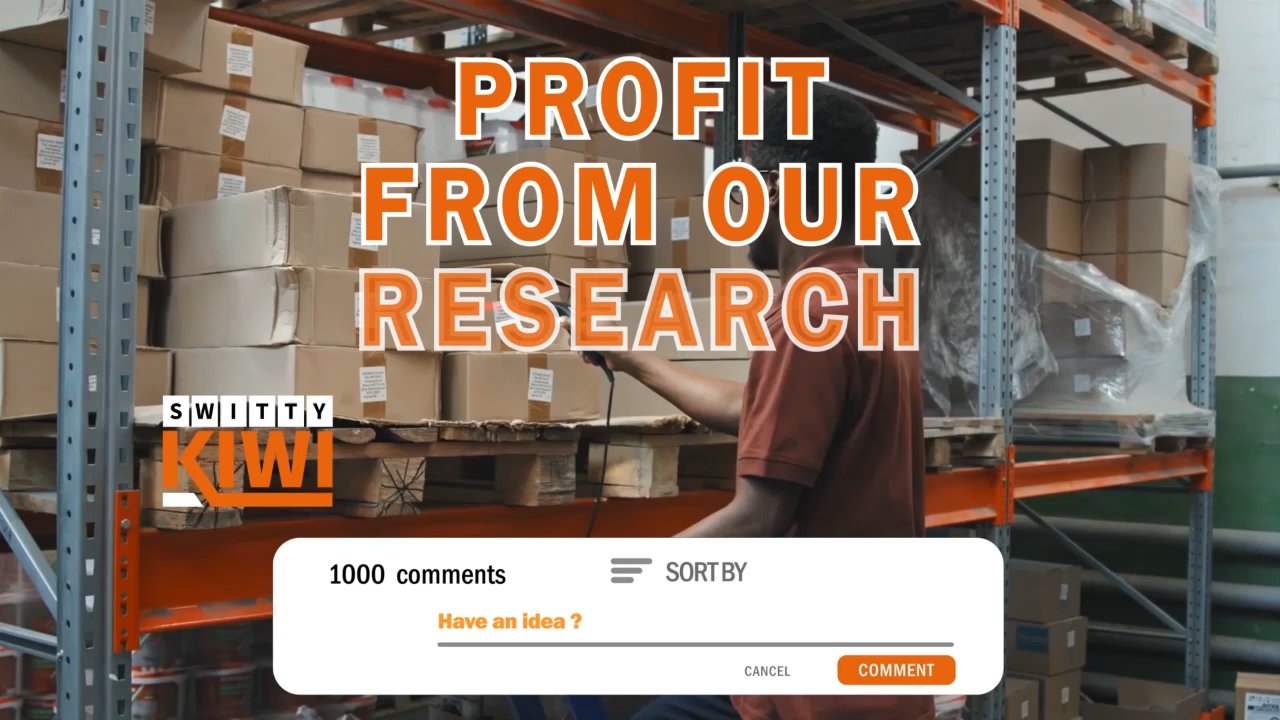 PROFIT
FROM OUR
RESEARCH
SWITTY
KIWI
1000 comments
SORT BY
Have an idea ?
CANCEL
COMMENT